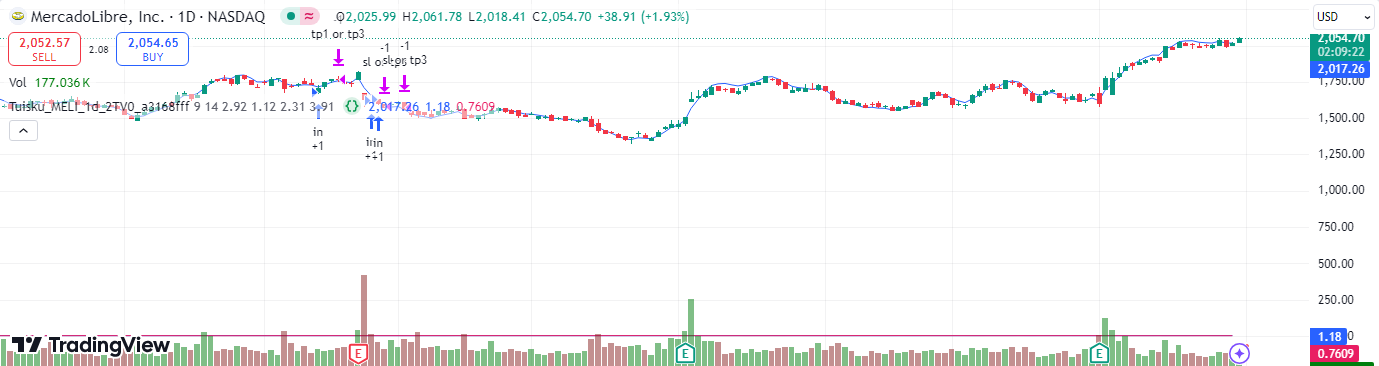 MercadoLibre, Inc. · 1D · NASDAQ O2,025.99 H2,061.78 L2,018.41 C2,054.70 +38.91 (+1.93%)
USD
2,052.57
SELL
2.08
2,054.65
BUY
Vol 177.036 K
Tuisku_MELI_1d_2TV0_a3168fff 9 14 2.92 1.12 2.31 3.91 2,017.26 1.18 0.7609
tp1 or tp3
-1
-1
in
+1
in
+1
+1
2,054.70
02:09:22
2,017.26
1,750.00
1,500.00
1,250.00
1,000.00
750.00
500.00
250.00
1.18
0.7609
E
E
E
TradingView